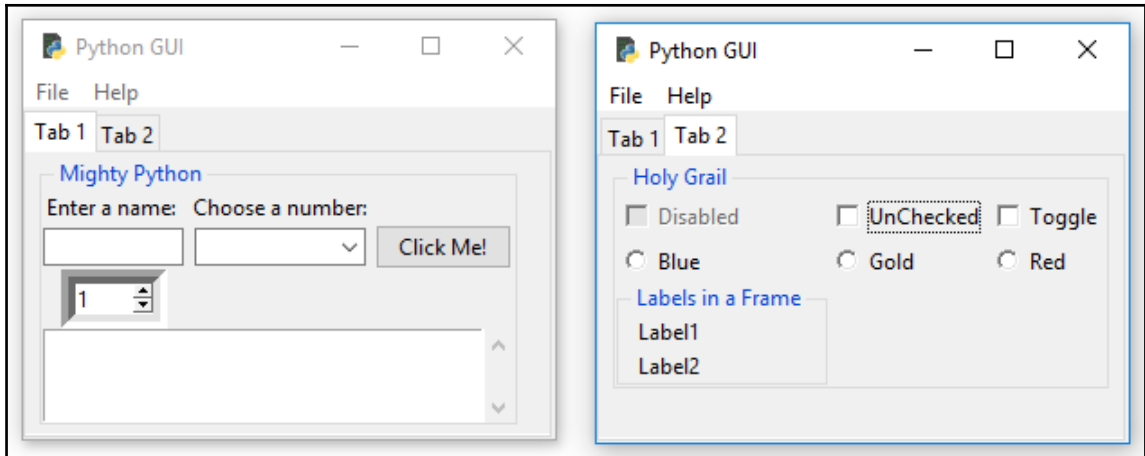 Python GUI
File Help
Tab 1 Tab 2
Mighty Python
Enter a name: Choose a number:
Click Me!
1
Python GUI
File Help
Tab 1 Tab 2
Holy Grail
Disabled UnChecked Toggle
Blue Gold Red
Labels in a Frame
Label1
Label2